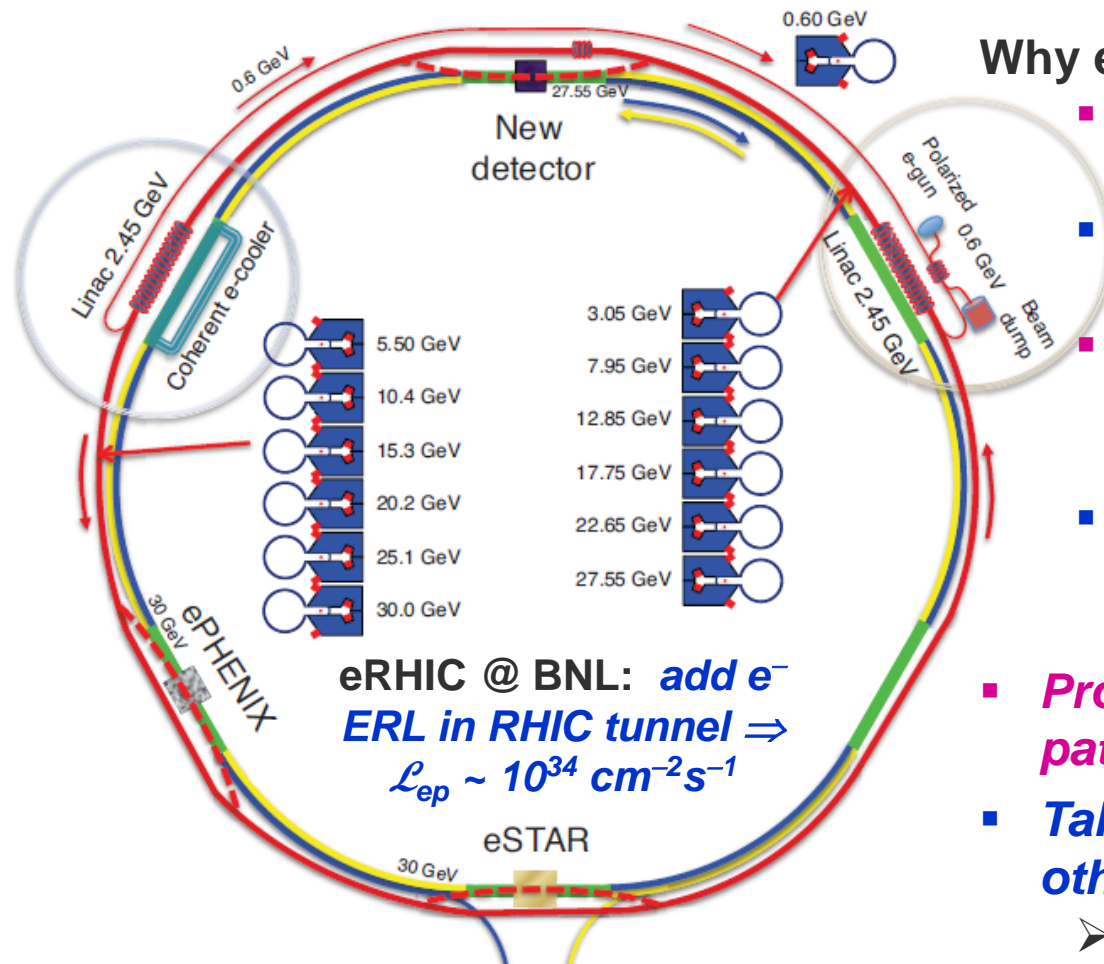 0.60 GeV
0.6 GeV
27.55 GeV
New
detector
Why e
Linac 2.45 GeV
Coherent e-cooler
Polarized
e-gun
0.6 GeV
Beam
dump
Linac 2.45 GeV
5.50 GeV
10.4 GeV
15.3 GeV
20.2 GeV
25.1 GeV
30.0 GeV
3.05 GeV
7.95 GeV
12.85 GeV
17.75 GeV
22.65 GeV
27.55 GeV
30 GeV
ePHENIX
eRHIC @ BNL: add e⁻
ERL in RHIC tunnel ⇒
ℒep ~ 10³⁴ cm⁻²s⁻¹
eSTAR
30 GeV
▪ Pro
pat
▪ Tal
oth
➢